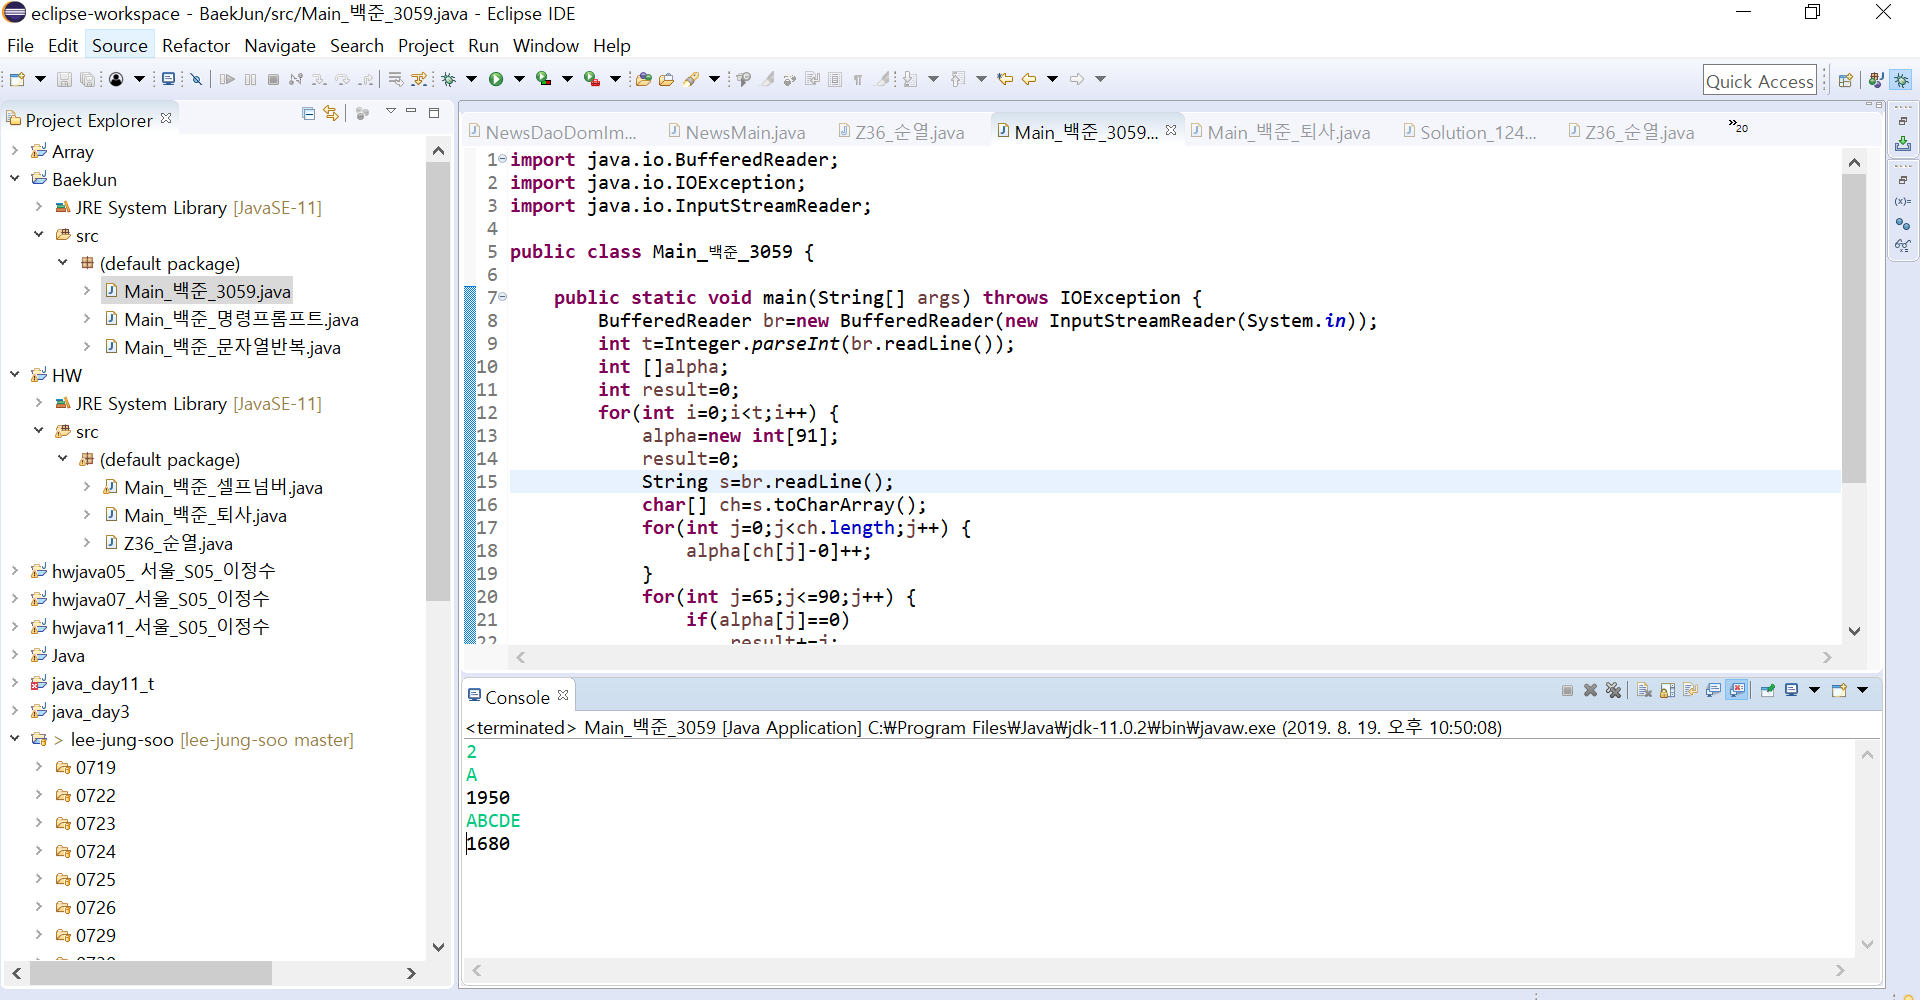 eclipse-workspace - BaekJun/src/Main_백준_3059.java - Eclipse IDE
File Edit Source Refactor Navigate Search Project Run Window Help
Quick Access
Project Explorer
Array
BaekJun
JRE System Library [JavaSE-11]
src
(default package)
Main_백준_3059.java
Main_백준_명령프롬프트.java
Main_백준_문자열반복.java
HW
JRE System Library [JavaSE-11]
src
(default package)
Main_백준_셀프넘버.java
Main_백준_퇴사.java
Z36_순열.java
hwjava05_ 서울_S05_이정수
hwjava07_서울_S05_이정수
hwjava11_서울_S05_이정수
Java
java_day11_t
java_day3
> lee-jung-soo [lee-jung-soo master]
0719
0722
0723
0724
0725
0726
0729
NewsDaoDomIm... NewsMain.java Z36_순열.java Main_백준_3059... Main_백준_퇴사.java Solution_124... Z36_순열.java »20
1 import java.io.BufferedReader;
2 import java.io.IOException;
3 import java.io.InputStreamReader;
4
5 public class Main_백준_3059 {
6
7 public static void main(String[] args) throws IOException {
8 BufferedReader br=new BufferedReader(new InputStreamReader(System.in));
9 int t=Integer.parseInt(br.readLine());
10 int []alpha;
11 int result=0;
12 for(int i=0;i<t;i++) {
13 alpha=new int[91];
14 result=0;
15 String s=br.readLine();
16 char[] ch=s.toCharArray();
17 for(int j=0;j<ch.length;j++) {
18 alpha[ch[j]-0]++;
19 }
20 for(int j=65;j<=90;j++) {
21 if(alpha[j]==0)
22 result+=j;
Console
<terminated> Main_백준_3059 [Java Application] C:₩Program Files₩Java₩jdk-11.0.2₩bin₩javaw.exe (2019. 8. 19. 오후 10:50:08)
2
A
1950
ABCDE
1680